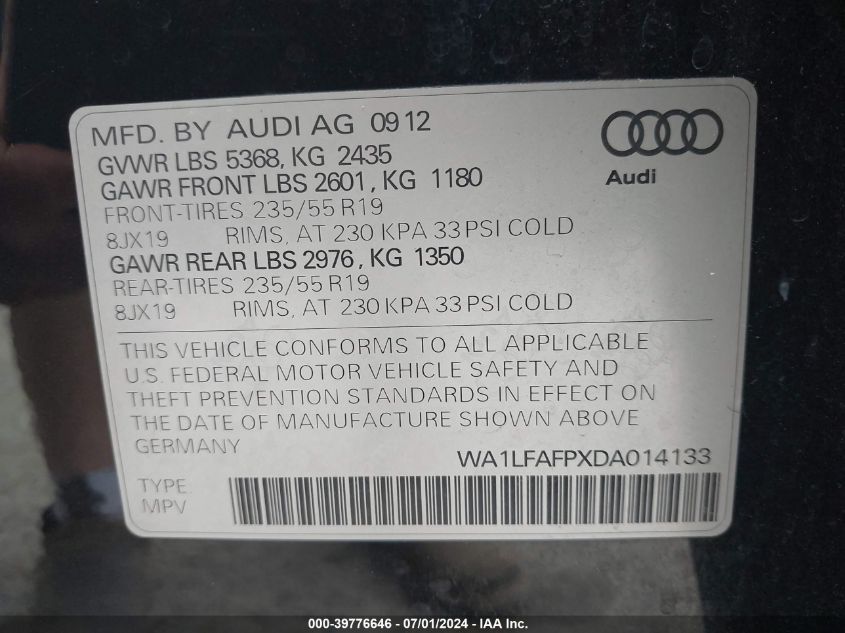 MFD. BY AUDI AG 09 12
GVWR LBS 5368, KG 2435
GAWR FRONT LBS 2601, KG 1180
Audi
FRONT-TIRES 235/55 R19
8JX19 RIMS, AT 230 KPA 33 PSI COLD
GAWR REAR LBS 2976, KG 1350
REAR-TIRES 235/55 R19
8JX19 RIMS, AT 230 KPA 33 PSI COLD
THIS VEHICLE CONFORMS TO ALL APPLICABLE
U.S. FEDERAL MOTOR VEHICLE SAFETY AND
THEFT PREVENTION STANDARDS IN EFFECT ON
THE DATE OF MANUFACTURE SHOWN ABOVE
GERMANY
WA1LFAFPXDA014133
TYPE
MPV
000-39776646 / 07/01/2024 - IAA Inc.